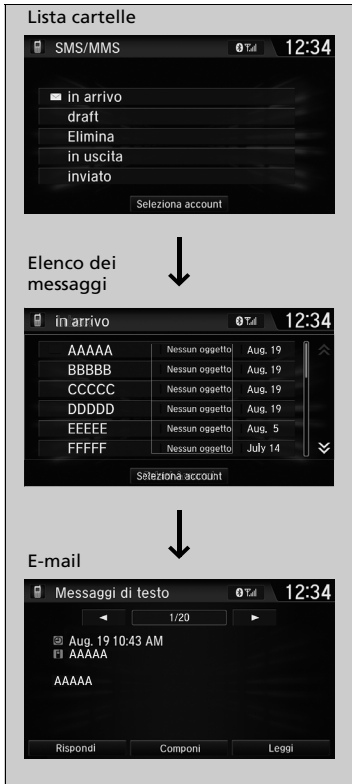 Lista cartelle
SMS/MMS 12:34
in arrivo
draft
Elimina
in uscita
inviato
Seleziona account
Elenco dei
messaggi
in arrivo 12:34
AAAAA Nessun oggetto Aug. 19
BBBBB Nessun oggetto Aug. 19
CCCCC Nessun oggetto Aug. 19
DDDDD Nessun oggetto Aug. 19
EEEEE Nessun oggetto Aug. 5
FFFFF Nessun oggetto July 14
Seleziona account
E-mail
Messaggi di testo 12:34
1/20
Aug. 19 10:43 AM
AAAAA
AAAAA
Rispondi Componi Leggi